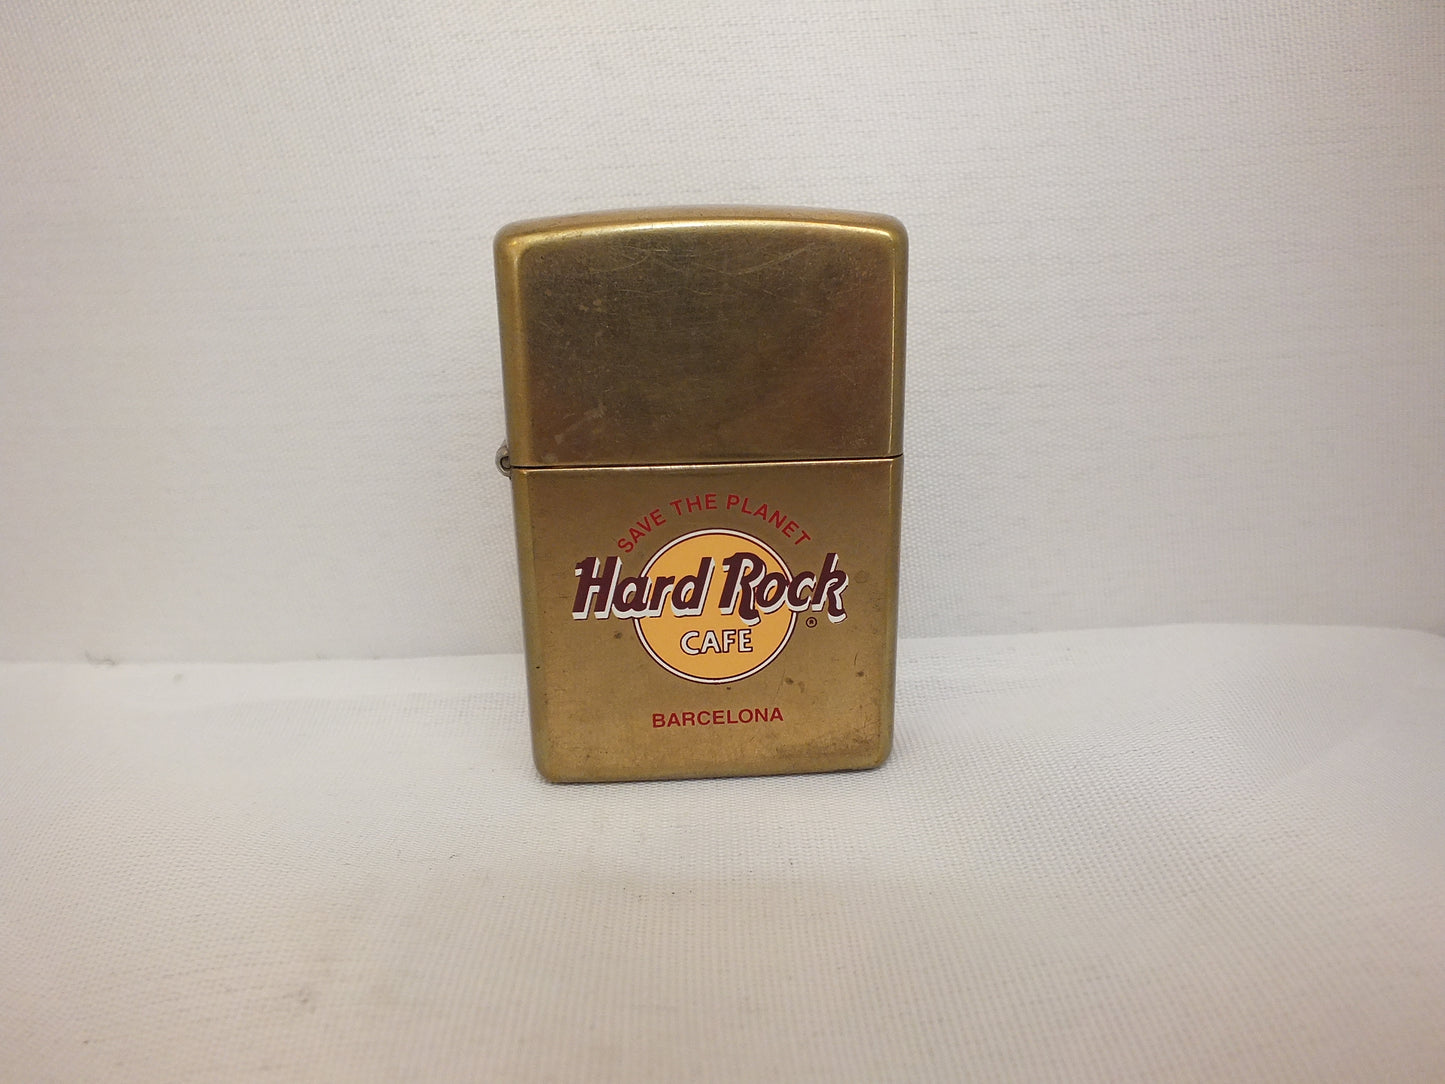 SAVE THE PLANET
Hard Rock
®
CAFE
BARCELONA